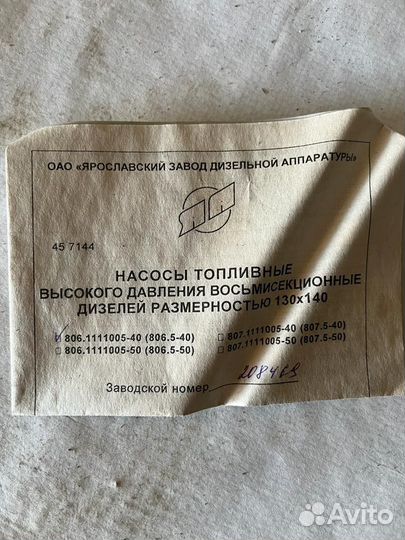 ОАО «ЯРОСЛАВСКИЙ ЗАВОД ДИЗЕЛЬНОЙ АППАРАТУРЫ»
45 7144
НАСОСЫ ТОПЛИВНЫЕ
ВЫСОКОГО ДАВЛЕНИЯ ВОСЬМИСЕКЦИОННЫЕ
ДИЗЕЛЕЙ РАЗМЕРНОСТЬЮ 130х140
806.1111005-40 (806.5-40) 807.1111005-40 (807.5-40)
806.1111005-50 (806.5-50) 807.1111005-50 (807.5-50)
Заводской номер
Avito